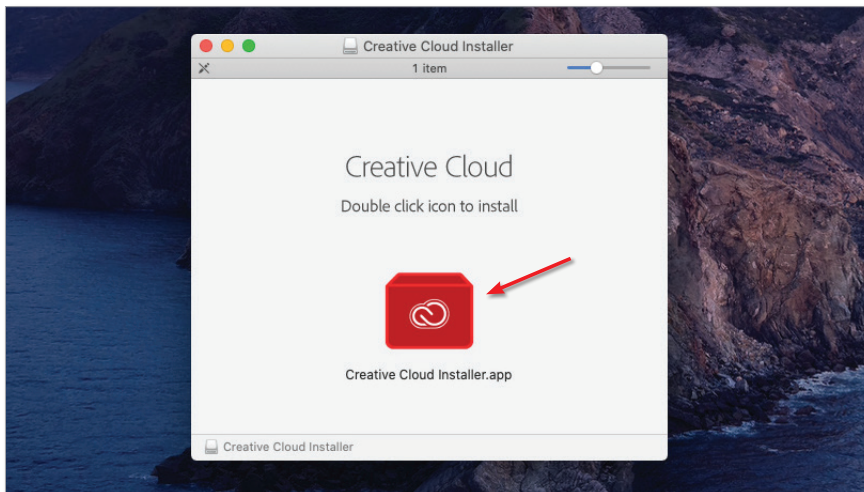 Creative Cloud Installer
1 item
Creative Cloud
Double click icon to install
Creative Cloud Installer.app
Creative Cloud Installer